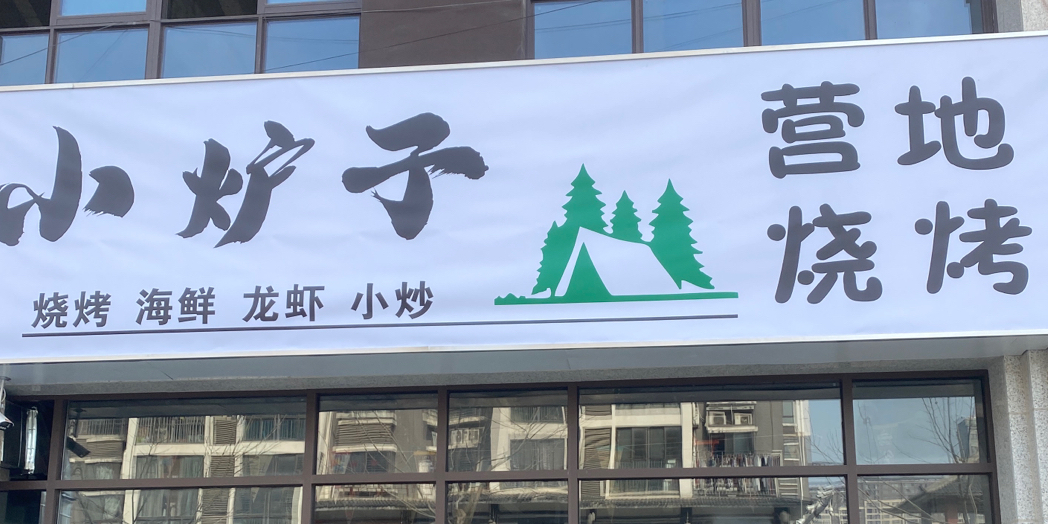 小炉子
烧烤 海鲜 龙虾 小炒
营地
烧烤